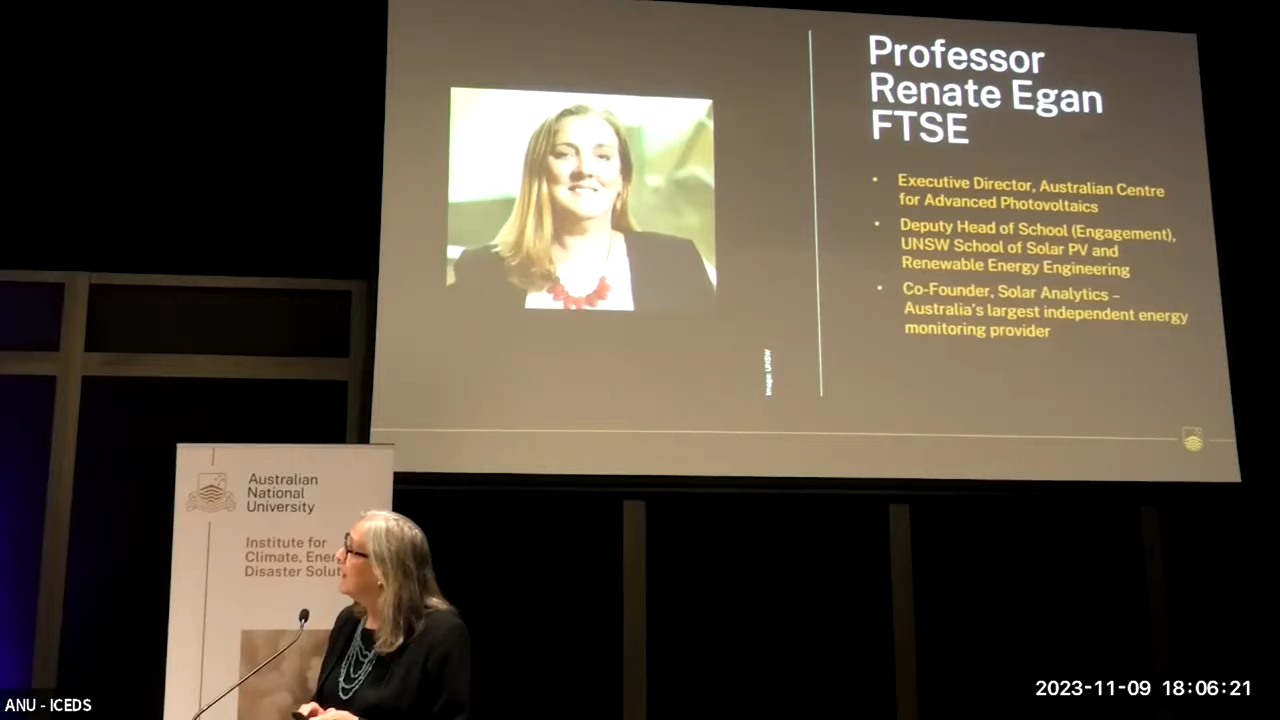 Professor
Renate Egan
FTSE
• Executive Director, Australian Centre
for Advanced Photovoltaics
• Deputy Head of School (Engagement),
UNSW School of Solar PV and
Renewable Energy Engineering
• Co-Founder, Solar Analytics –
Australia's largest independent energy
monitoring provider
Image: UNSW
Australian
National
University
Institute for
Climate,
Disaster
ANU - ICEDS
2023-11-09 18:06:21